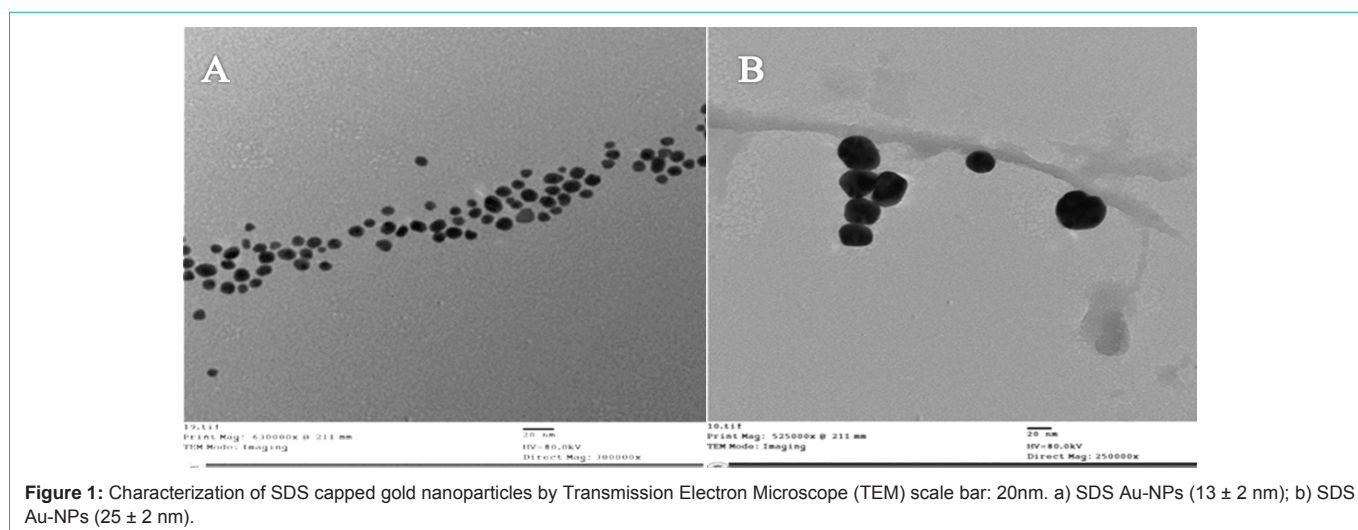 A
B
19.tif
Print Mag: 630000x @ 211 mm
TEM Mode: Imaging
20 nm
HV=80.0kV
Direct Mag: 300000x
10.tif
Print Mag: 525000x @ 211 mm
TEM Mode: Imaging
20 nm
HV=80.0kV
Direct Mag: 250000x
Figure 1: Characterization of SDS capped gold nanoparticles by Transmission Electron Microscope (TEM) scale bar: 20nm. a) SDS Au-NPs (13 ± 2 nm); b) SDS
Au-NPs (25 ± 2 nm).